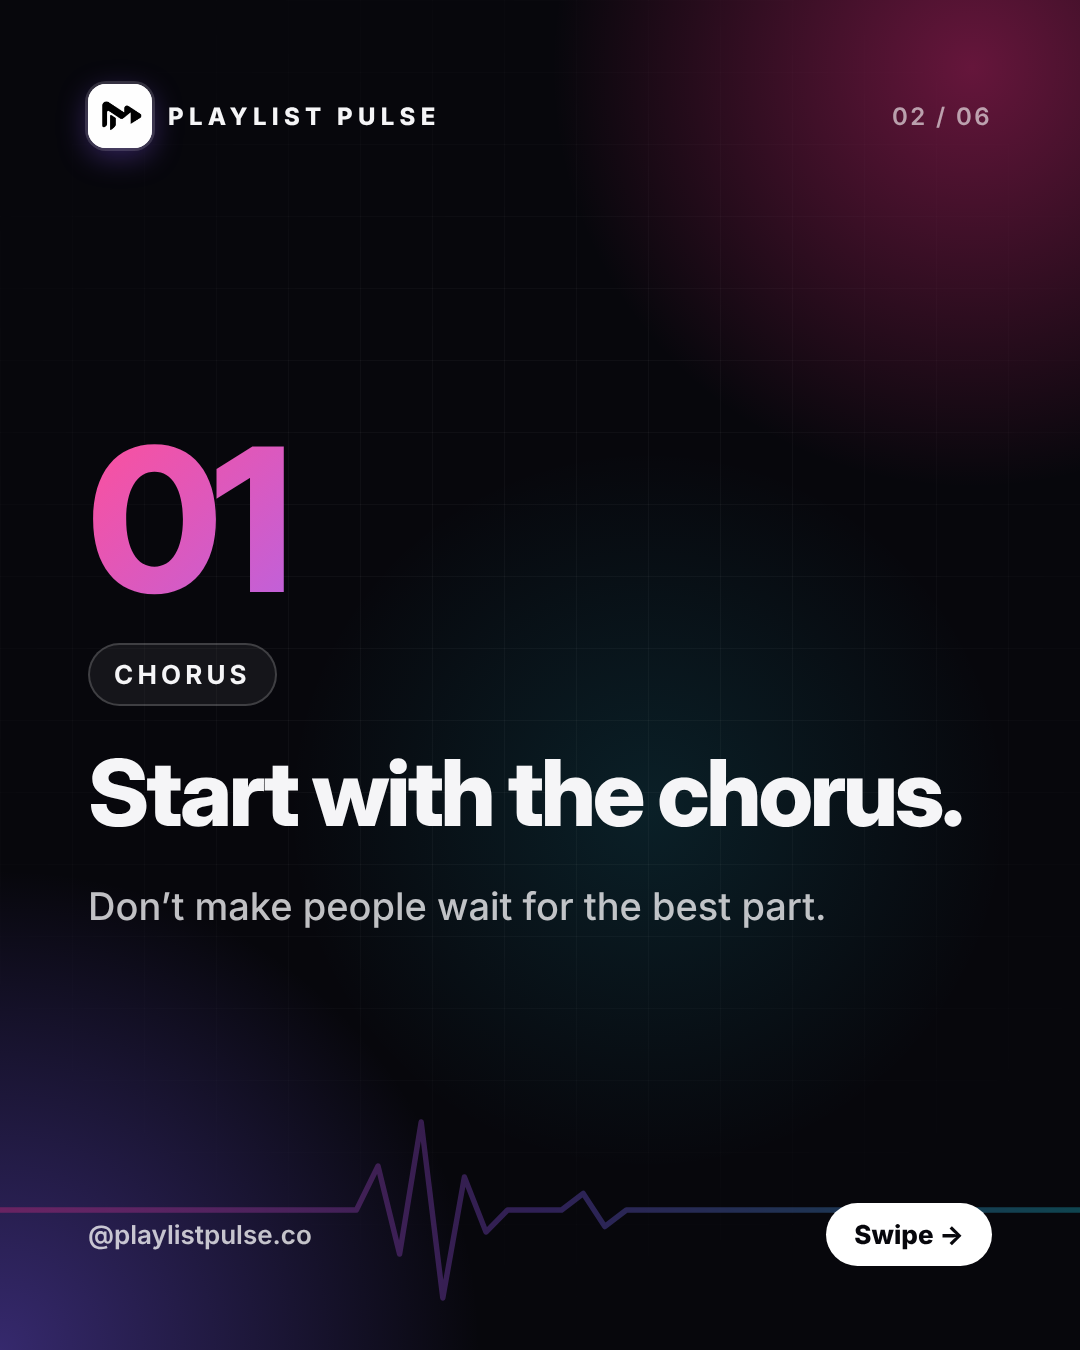 PLAYLIST PULSE
02 / 06
01
CHORUS
Start with the chorus.
Don’t make people wait for the best part.
@playlistpulse.co
Swipe →